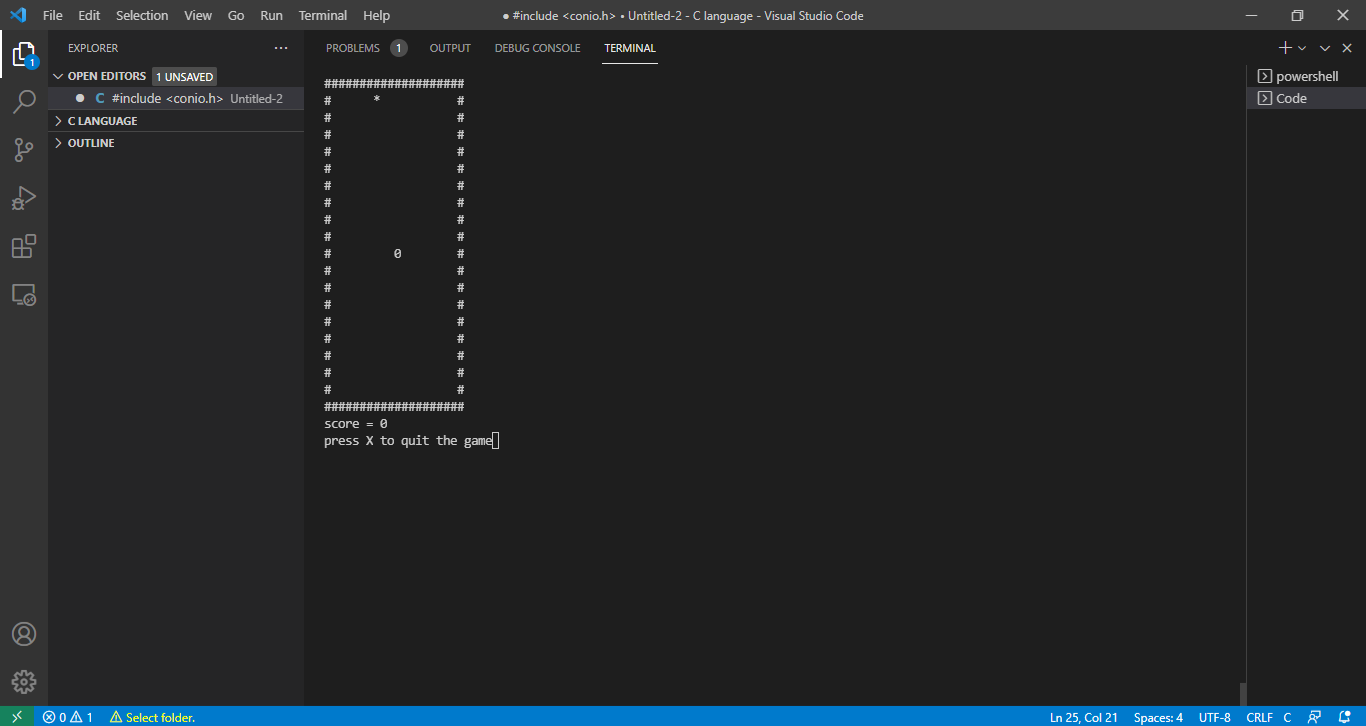 File Edit Selection View Go Run Terminal Help
● #include <conio.h> • Untitled-2 - C language - Visual Studio Code
EXPLORER
OPEN EDITORS 1 UNSAVED
C #include <conio.h> Untitled-2
C LANGUAGE
OUTLINE
1
PROBLEMS 1 OUTPUT DEBUG CONSOLE TERMINAL
####################
#      *           #
#                  #
#                  #
#                  #
#                  #
#                  #
#                  #
#                  #
#                  #
#         0        #
#                  #
#                  #
#                  #
#                  #
#                  #
#                  #
#                  #
#                  #
####################
score = 0
press X to quit the game
powershell
Code
0 1 Select folder.
Ln 25, Col 21 Spaces: 4 UTF-8 CRLF C